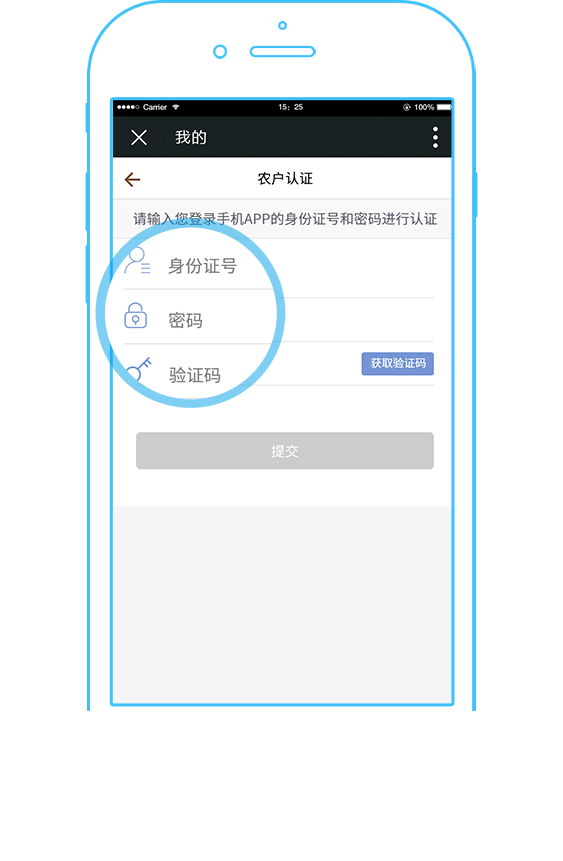 Carrier 15: 25 100%
我的
农户认证
请输入您登录手机APP的身份证号和密码进行认证
身份证号
密码
验证码 获取验证码
提交